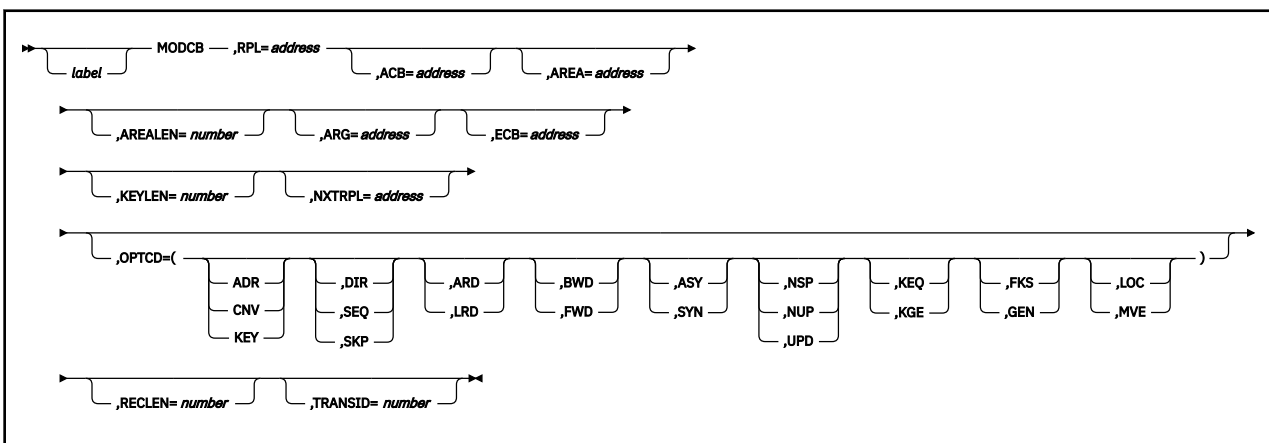 MODCB ,RPL= address
label ,ACB= address ,AREA= address
,AREALEN= number ,ARG= address ,ECB= address
,KEYLEN= number ,NXTRPL= address
,OPTCD=( )
ADR ,DIR ,ARD ,BWD ,ASY ,NSP ,KEQ ,FKS ,LOC
CNV ,SEQ ,LRD ,FWD ,SYN ,NUP ,KGE ,GEN ,MVE
KEY ,SKP ,UPD
,RECLEN= number ,TRANSID= number